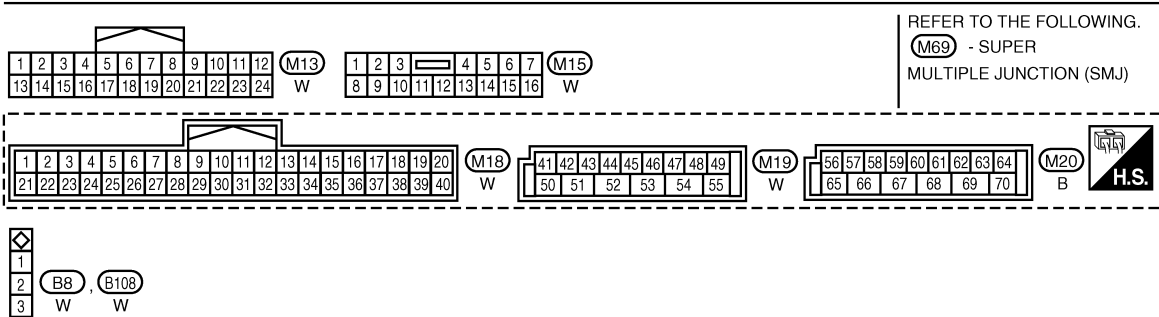 REFER TO THE FOLLOWING.
M69 - SUPER
MULTIPLE JUNCTION (SMJ)
1 2 3 4 5 6 7 8 9 10 11 12 M13
13 14 15 16 17 18 19 20 21 22 23 24 W
1 2 3 4 5 6 7 M15
8 9 10 11 12 13 14 15 16 W
1 2 3 4 5 6 7 8 9 10 11 12 13 14 15 16 17 18 19 20 M18
21 22 23 24 25 26 27 28 29 30 31 32 33 34 35 36 37 38 39 40 W
41 42 43 44 45 46 47 48 49 M19
50 51 52 53 54 55 W
56 57 58 59 60 61 62 63 64 M20
65 66 67 68 69 70 B
H.S.
1
2 B8 , B108
3 W W